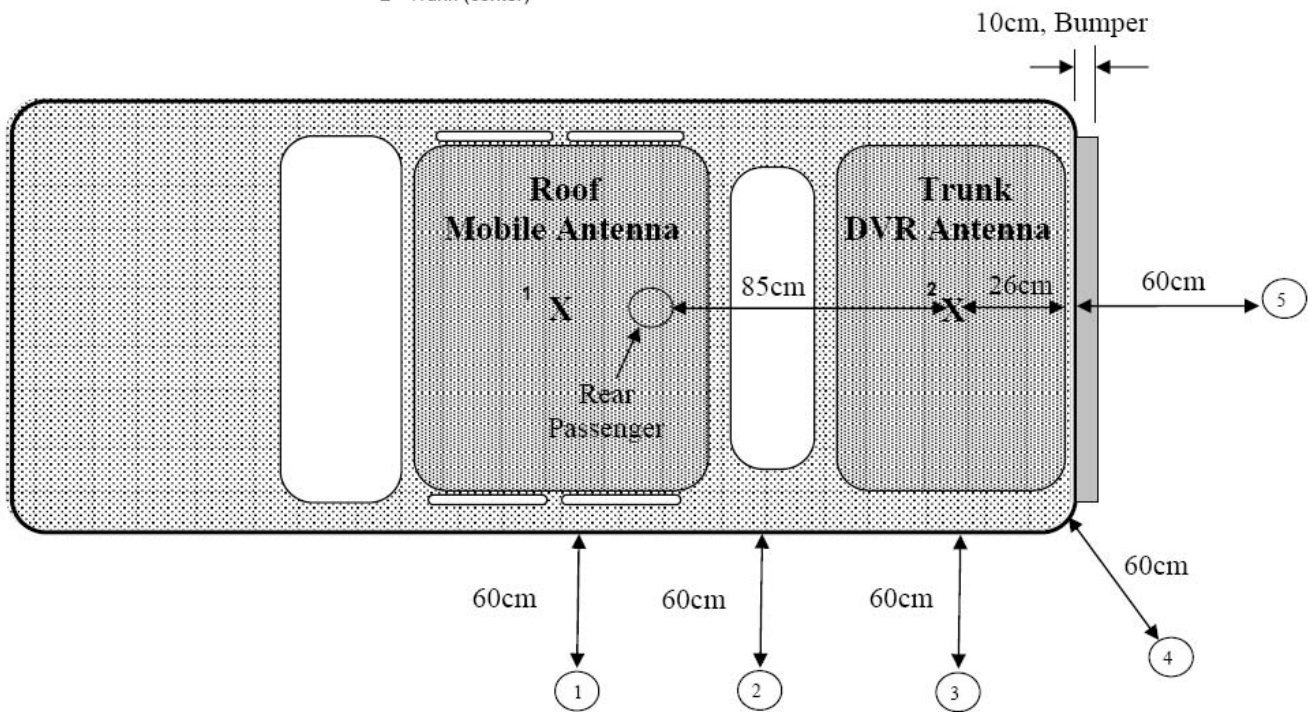 10cm, Bumper
Roof
Mobile Antenna
Trunk
DVR Antenna
1
X
85cm
2
X
26cm
60cm
5
Rear
Passenger
60cm
60cm
60cm
60cm
1
2
3
4